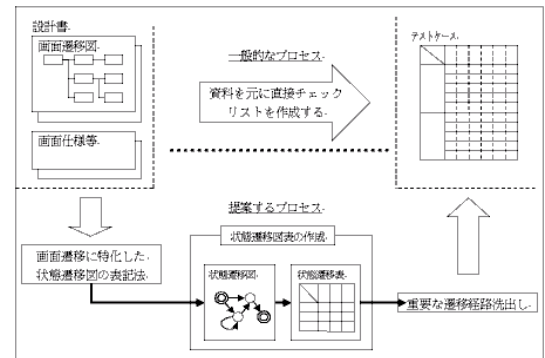 設計書.
画面遷移図.
画面仕様等.
一般的なプロセス.
資料を元に直接チェック
リストを作成する.
テストケース.
提案するプロセス.
画面遷移に特化した.
状態遷移図の表記法.
状態遷移図表の作成.
状態遷移図.
状態遷移表.
重要な遷移経路洗出し.